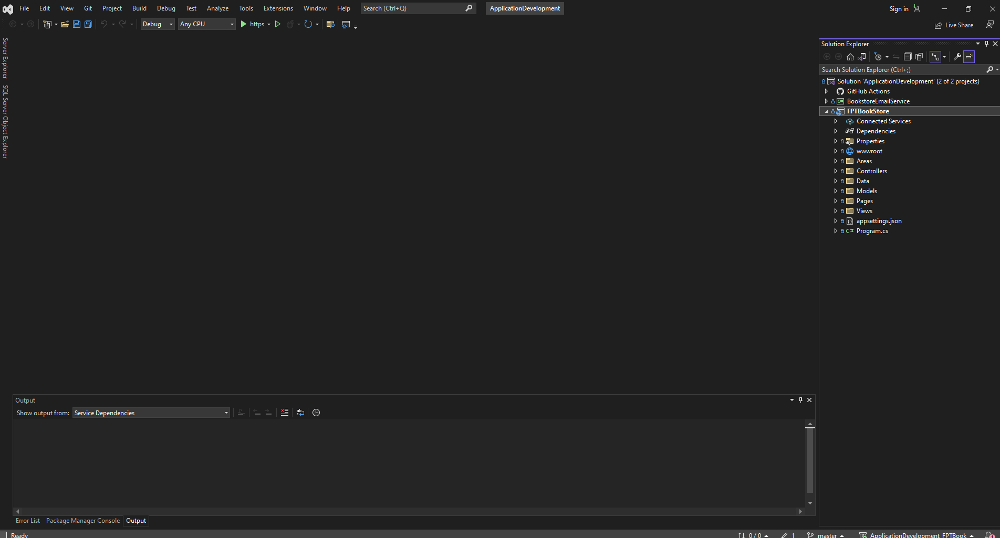 File Edit View Git Project Build Debug Test Analyze Tools Extensions Window Help Search (Ctrl+Q) ApplicationDevelopment Sign in
Debug Any CPU https Live Share
Server Explorer
SQL Server Object Explorer
Solution Explorer
Search Solution Explorer (Ctrl+;)
Solution 'ApplicationDevelopment' (2 of 2 projects)
GitHub Actions
C# BookstoreEmailService
FPTBookStore
Connected Services
Dependencies
Properties
wwwroot
Areas
Controllers
Data
Models
Pages
Views
appsettings.json
C# Program.cs
Output
Show output from: Service Dependencies
Error List Package Manager Console Output
Ready 0 / 0 1 master ApplicationDevelopment_FPTBook 1